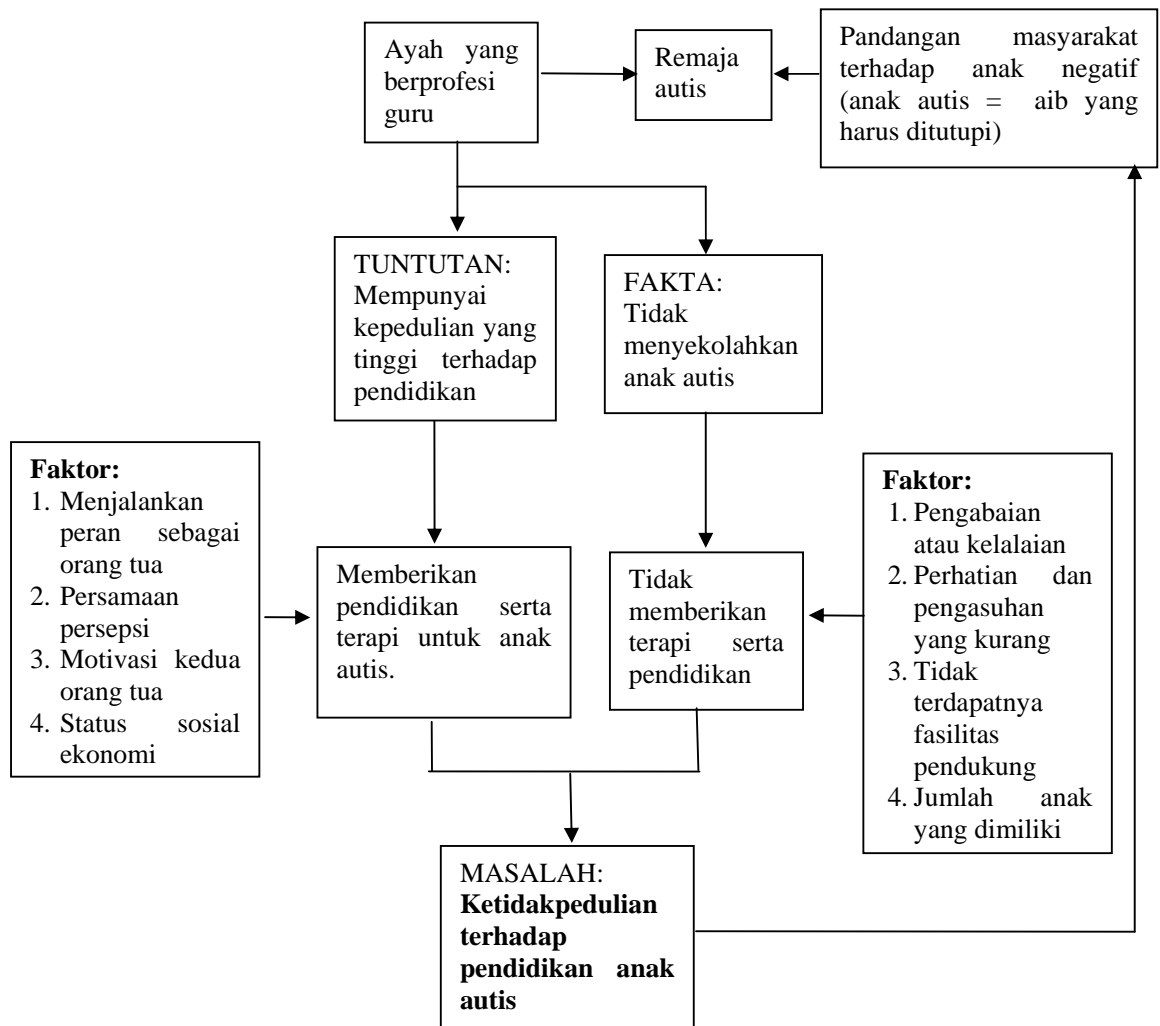 Ayah yang
berprofesi
guru
Remaja
autis
Pandangan masyarakat
terhadap anak negatif
(anak autis = aib yang
harus ditutupi)
TUNTUTAN:
Mempunyai
kepedulian yang
tinggi terhadap
pendidikan
FAKTA:
Tidak
menyekolahkan
anak autis
Faktor:
1. Menjalankan
peran sebagai
orang tua
2. Persamaan
persepsi
3. Motivasi kedua
orang tua
4. Status sosial
ekonomi
Memberikan
pendidikan serta
terapi untuk anak
autis.
Tidak
memberikan
terapi serta
pendidikan
Faktor:
1. Pengabaian
atau kelalaian
2. Perhatian dan
pengasuhan
yang kurang
3. Tidak
terdapatnya
fasilitas
pendukung
4. Jumlah anak
yang dimiliki
MASALAH:
Ketidakpedulian
terhadap
pendidikan anak
autis